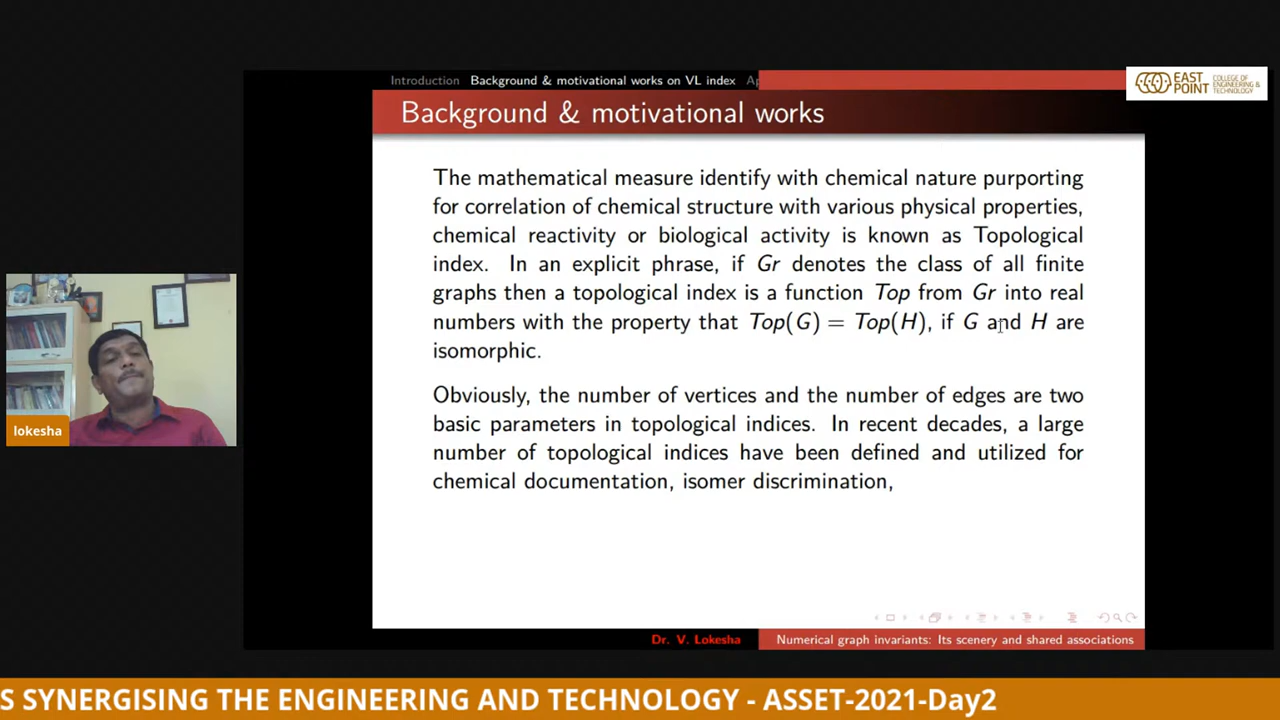 Introduction Background & motivational works on VL index
EAST POINT
COLLEGE OF
ENGINEERING &
TECHNOLOGY
Background & motivational works
The mathematical measure identify with chemical nature purporting
for correlation of chemical structure with various physical properties,
chemical reactivity or biological activity is known as Topological
index. In an explicit phrase, if Gr denotes the class of all finite
graphs then a topological index is a function Top from Gr into real
numbers with the property that Top(G) = Top(H), if G and H are
isomorphic.
Obviously, the number of vertices and the number of edges are two
basic parameters in topological indices. In recent decades, a large
number of topological indices have been defined and utilized for
chemical documentation, isomer discrimination,
lokesha
Dr. V. Lokesha Numerical graph invariants: Its scenery and shared associations
S SYNERGISING THE ENGINEERING AND TECHNOLOGY - ASSET-2021-Day2